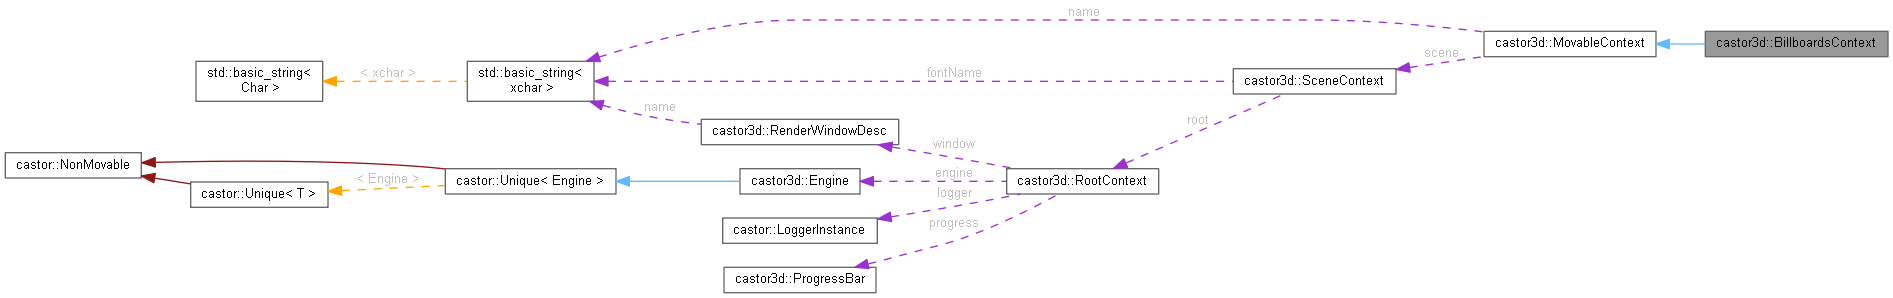 name
castor3d::MovableContext
castor3d::BillboardsContext
scene
std::basic_string<
Char >
< xchar >
std::basic_string<
xchar >
fontName
castor3d::SceneContext
name
root
castor3d::RenderWindowDesc
window
castor::NonMovable
< Engine >
castor::Unique< T >
castor::Unique< Engine >
castor3d::Engine
engine
castor3d::RootContext
logger
castor::LoggerInstance
progress
castor3d::ProgressBar